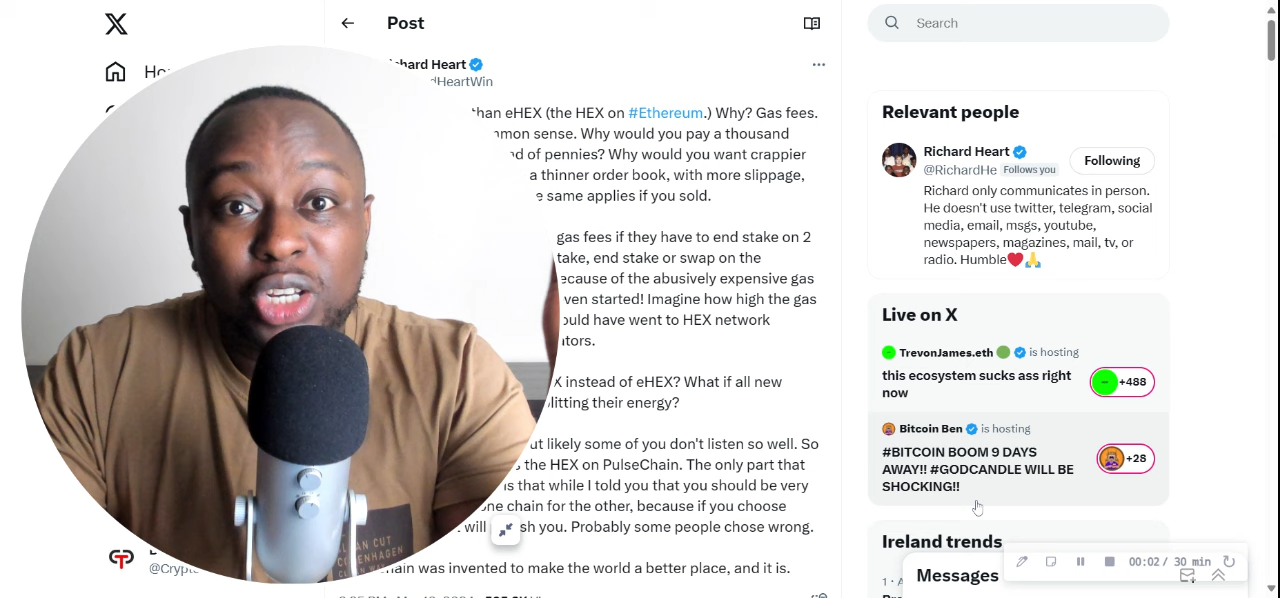 Post
Search
hard Heart
dHeartWin
than eHEX (the HEX on #Ethereum.) Why? Gas fees.
mmon sense. Why would you pay a thousand
of pennies? Why would you want crappier
a thinner order book, with more slippage,
same applies if you sold.
gas fees if they have to end stake on 2
take, end stake or swap on the
ecause of the abusively expensive gas
ven started! Imagine how high the gas
ould have went to HEX network
ators.
X instead of eHEX? What if all new
litting their energy?
ut likely some of you don't listen so well. So
the HEX on PulseChain. The only part that
is that while I told you that you should be very
one chain for the other, because if you choose
will sh you. Probably some people chose wrong.
hain was invented to make the world a better place, and it is.
@Crypt
Relevant people
Richard Heart
@RichardHe Follows you
Following
Richard only communicates in person.
He doesn't use twitter, telegram, social
media, email, msgs, youtube,
newspapers, magazines, mail, tv, or
radio. Humble❤️🙏
Live on X
TrevonJames.eth is hosting
this ecosystem sucks ass right
now
+488
Bitcoin Ben is hosting
#BITCOIN BOOM 9 DAYS
AWAY!! #GODCANDLE WILL BE
SHOCKING!!
+28
Ireland trends
Messages
00:02 / 30 min